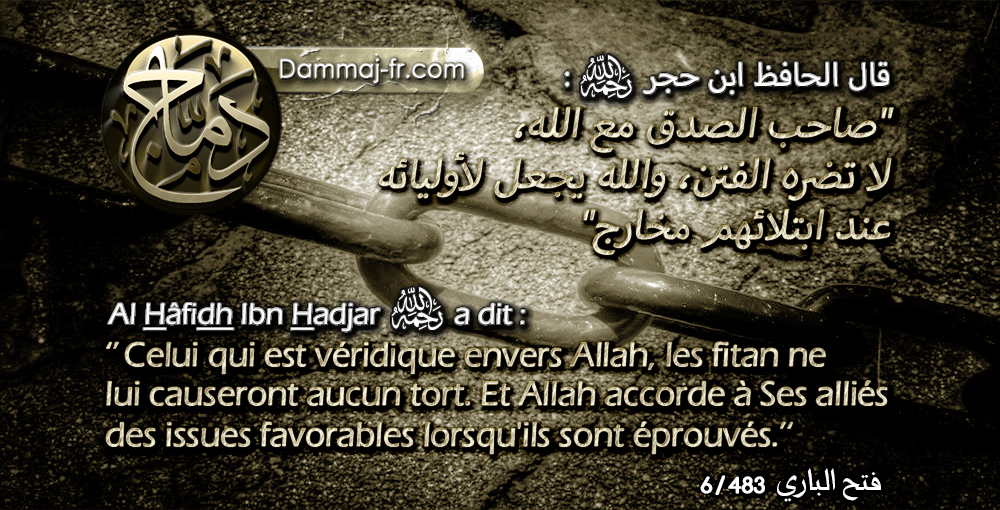 دماج
Dammaj-fr.com
قال الحافظ ابن حجر رحمه الله :
"صاحب الصدق مع الله،
لا تضره الفتن، والله يجعل لأوليائه
عند ابتلائهم مخارج"
Al Hâfidh Ibn Hadjar رحمه الله a dit :
“Celui qui est véridique envers Allah, les fitan ne
lui causeront aucun tort. Et Allah accorde à Ses alliés
des issues favorables lorsqu'ils sont éprouvés.”
فتح الباري 6/483